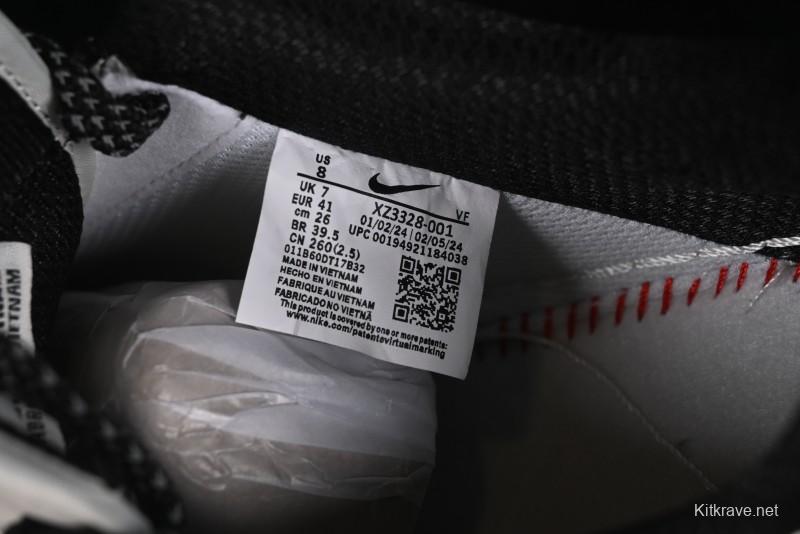 US
8
UK 7
EUR 41
cm 26
BR 39.5
CN 260(2.5)
011B60DT17B32
MADE IN VIETNAM
HECHO EN VIETNAM
FABRIQUE AU VIETNAM
FABRICADO NO VIETNÃ
This product is covered by one or more patents:
www.nike.com/patentsvirtualmarking
VF
XZ3328-001
01/02/24 | 02/05/24
UPC 00194921184038
Kitkrave.net